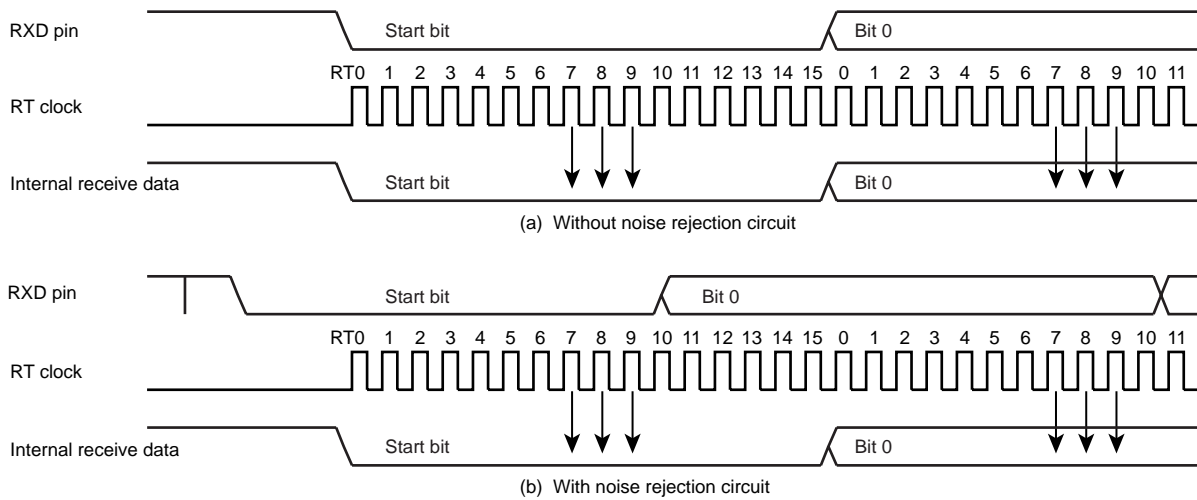 RXD pin Start bit Bit 0
RT0 1 2 3 4 5 6 7 8 9 10 11 12 13 14 15 0 1 2 3 4 5 6 7 8 9 10 11
RT clock
Internal receive data Start bit Bit 0
(a) Without noise rejection circuit
RXD pin Start bit Bit 0
RT0 1 2 3 4 5 6 7 8 9 10 11 12 13 14 15 0 1 2 3 4 5 6 7 8 9 10 11
RT clock
Internal receive data Start bit Bit 0
(b) With noise rejection circuit